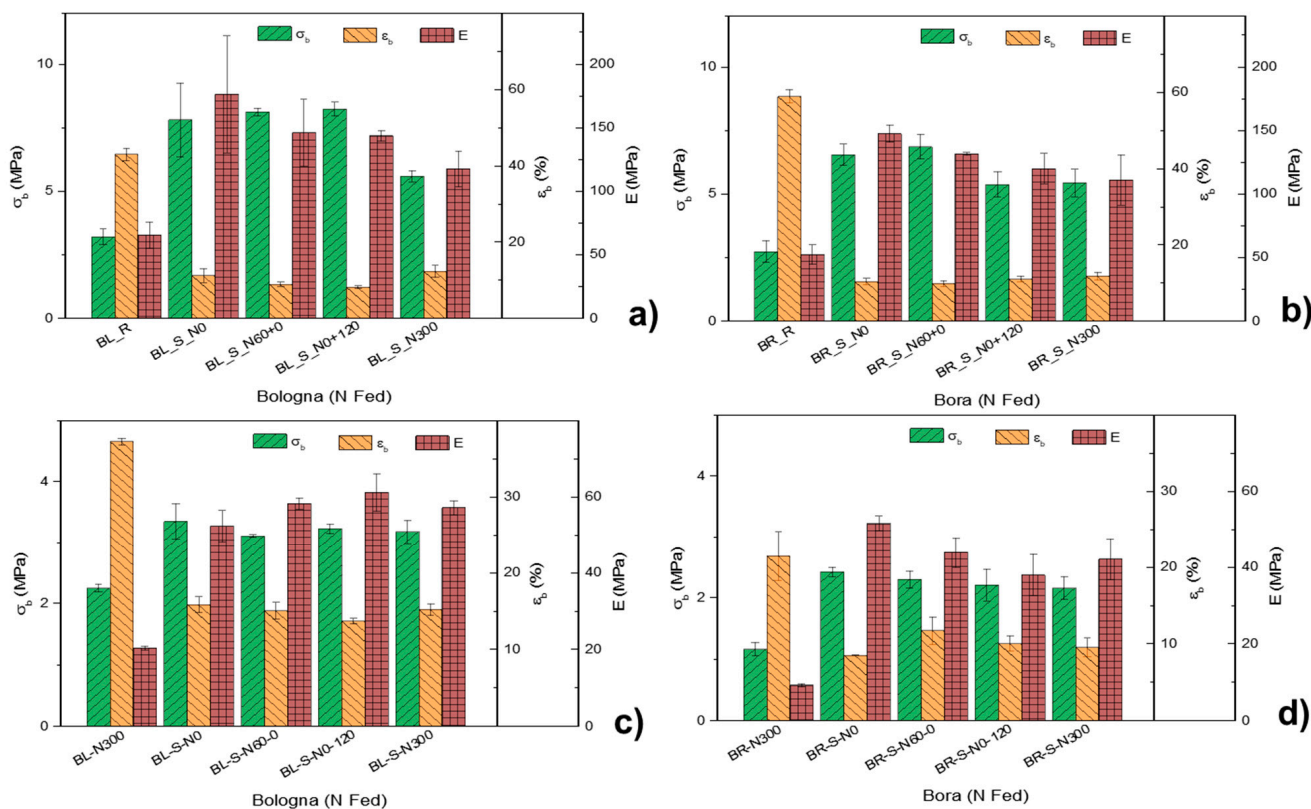 σb εb E
10
5
0
σb (MPa)
60
40
20
0
εb (%)
200
150
100
50
0
E (MPa)
BL_R BL_S_N0 BL_S_N60+0 BL_S_N0+120 BL_S_N300
Bologna (N Fed)
a)
σb εb E
10
5
0
σb (MPa)
60
40
20
0
εb (%)
200
150
100
50
0
E (MPa)
BR_R BR_S_N0 BR_S_N60+0 BR_S_N0+120 BR_S_N300
Bora (N Fed)
b)
σb εb E
4
2
0
σb (MPa)
30
20
10
0
εb (%)
60
40
20
0
E (MPa)
BL-N300 BL-S-N0 BL-S-N60-0 BL-S-N0-120 BL-S-N300
Bologna (N Fed)
c)
σb εb E
4
2
0
σb (MPa)
30
20
10
0
εb (%)
60
40
20
0
E (MPa)
BR-N300 BR-S-N0 BR-S-N60-0 BR-S-N0-120 BR-S-N300
Bora (N Fed)
d)